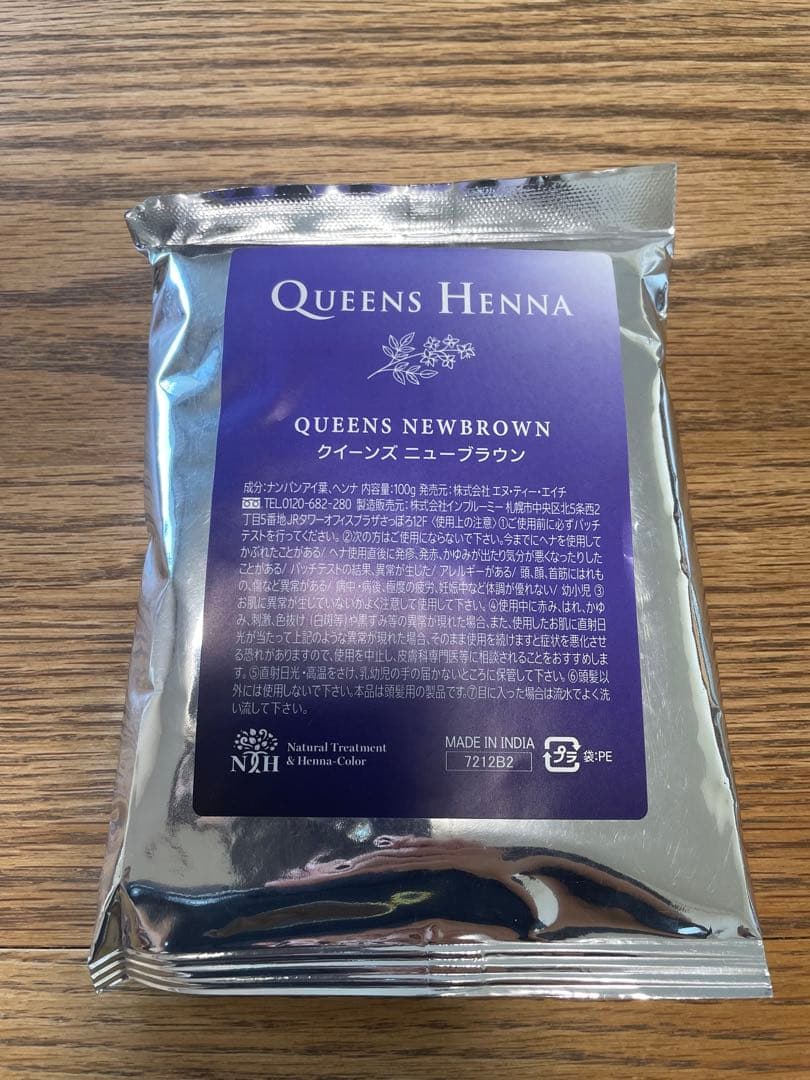 QUEENS HENNA
QUEENS NEWBROWN
クイーンズ ニューブラウン
成分:ナンバンアイ葉、ヘンナ 内容量:100g 発売元:株式会社 エヌ・ティー・エイチ
TEL.0120-682-280 製造販売元:株式会社インプルーミー 札幌市中央区北5条西2
丁目5番地JRタワーオフィスプラザさっぽろ12F 〈使用上の注意〉①ご使用前に必ずパッチ
テストを行ってください。②次の方はご使用にならないで下さい。今までにヘナを使用して
かぶれたことがある/ ヘナ使用直後に発疹、発赤、かゆみが出たり気分が悪くなったりした
ことがある/ パッチテストの結果、異常が生じた/ アレルギーがある/ 頭、顔、首筋にはれも
の、傷など異常がある/ 病中・病後、極度の疲労、妊娠中など体調が優れない/ 幼小児 ③
お肌に異常が生じていないかよく注意して使用して下さい。④使用中に赤み、はれ、かゆ
み、刺激、色抜け (白斑等)や黒ずみ等の異常が現れた場合、また、使用したお肌に直射日
光が当たって上記のような異常が現れた場合、そのまま使用を続けますと症状を悪化させ
る恐れがありますので、使用を中止し、皮膚科専門医等に相談されることをおすすめしま
す。⑤直射日光・高温をさけ、乳幼児の手の届かないところに保管して下さい。⑥頭髪以
外には使用しないで下さい。本品は頭髪用の製品です。⑦目に入った場合は流水でよく洗
い流して下さい。
NTH
Natural Treatment
& Henna-Color
MADE IN INDIA
7212B2
プラ 袋:PE